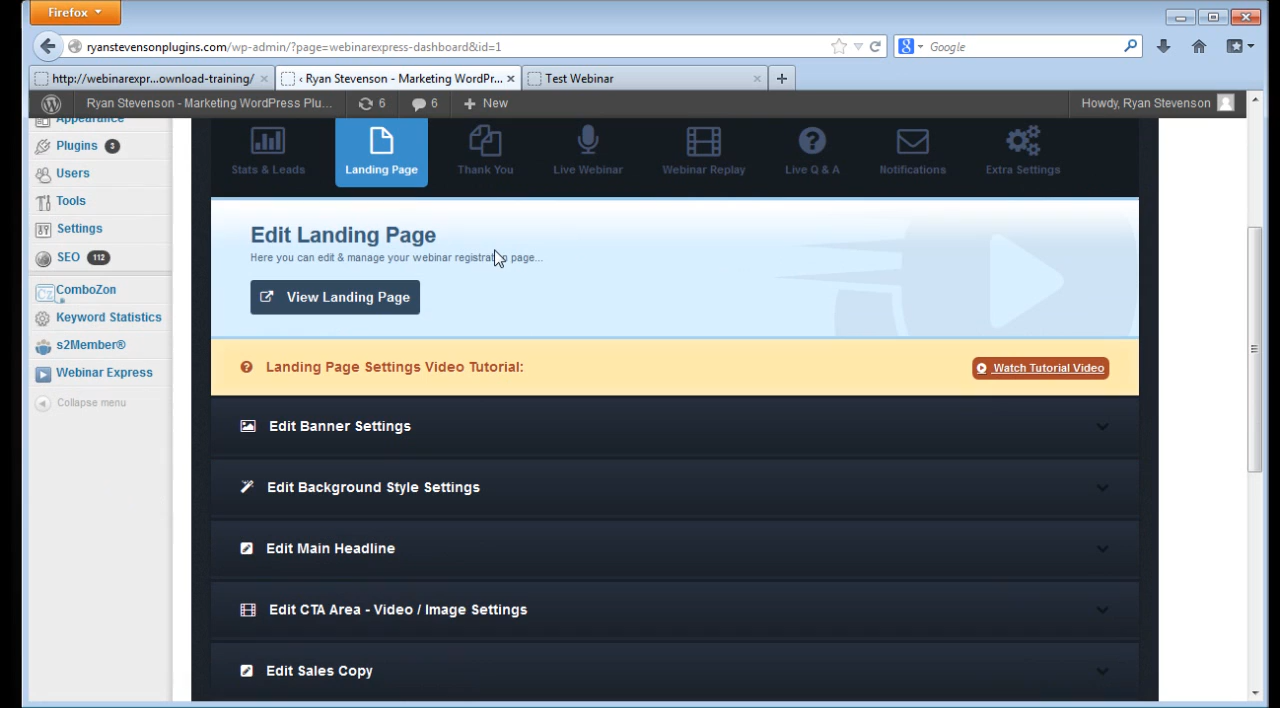 Firefox
ryanstevensonplugins.com/wp-admin/?page=webinarexpress-dashboard&id=1
Google
http://webinarexpr...ownload-training/
‹ Ryan Stevenson - Marketing WordPr...
Test Webinar
Ryan Stevenson - Marketing WordPress Plu...
6
6
New
Howdy, Ryan Stevenson
Appearance
Plugins 3
Users
Tools
Settings
SEO 112
ComboZon
Keyword Statistics
s2Member®
Webinar Express
Collapse menu
Stats & Leads
Landing Page
Thank You
Live Webinar
Webinar Replay
Live Q & A
Notifications
Extra Settings
Edit Landing Page
Here you can edit & manage your webinar registration page...
View Landing Page
Landing Page Settings Video Tutorial:
Watch Tutorial Video
Edit Banner Settings
Edit Background Style Settings
Edit Main Headline
Edit CTA Area - Video / Image Settings
Edit Sales Copy